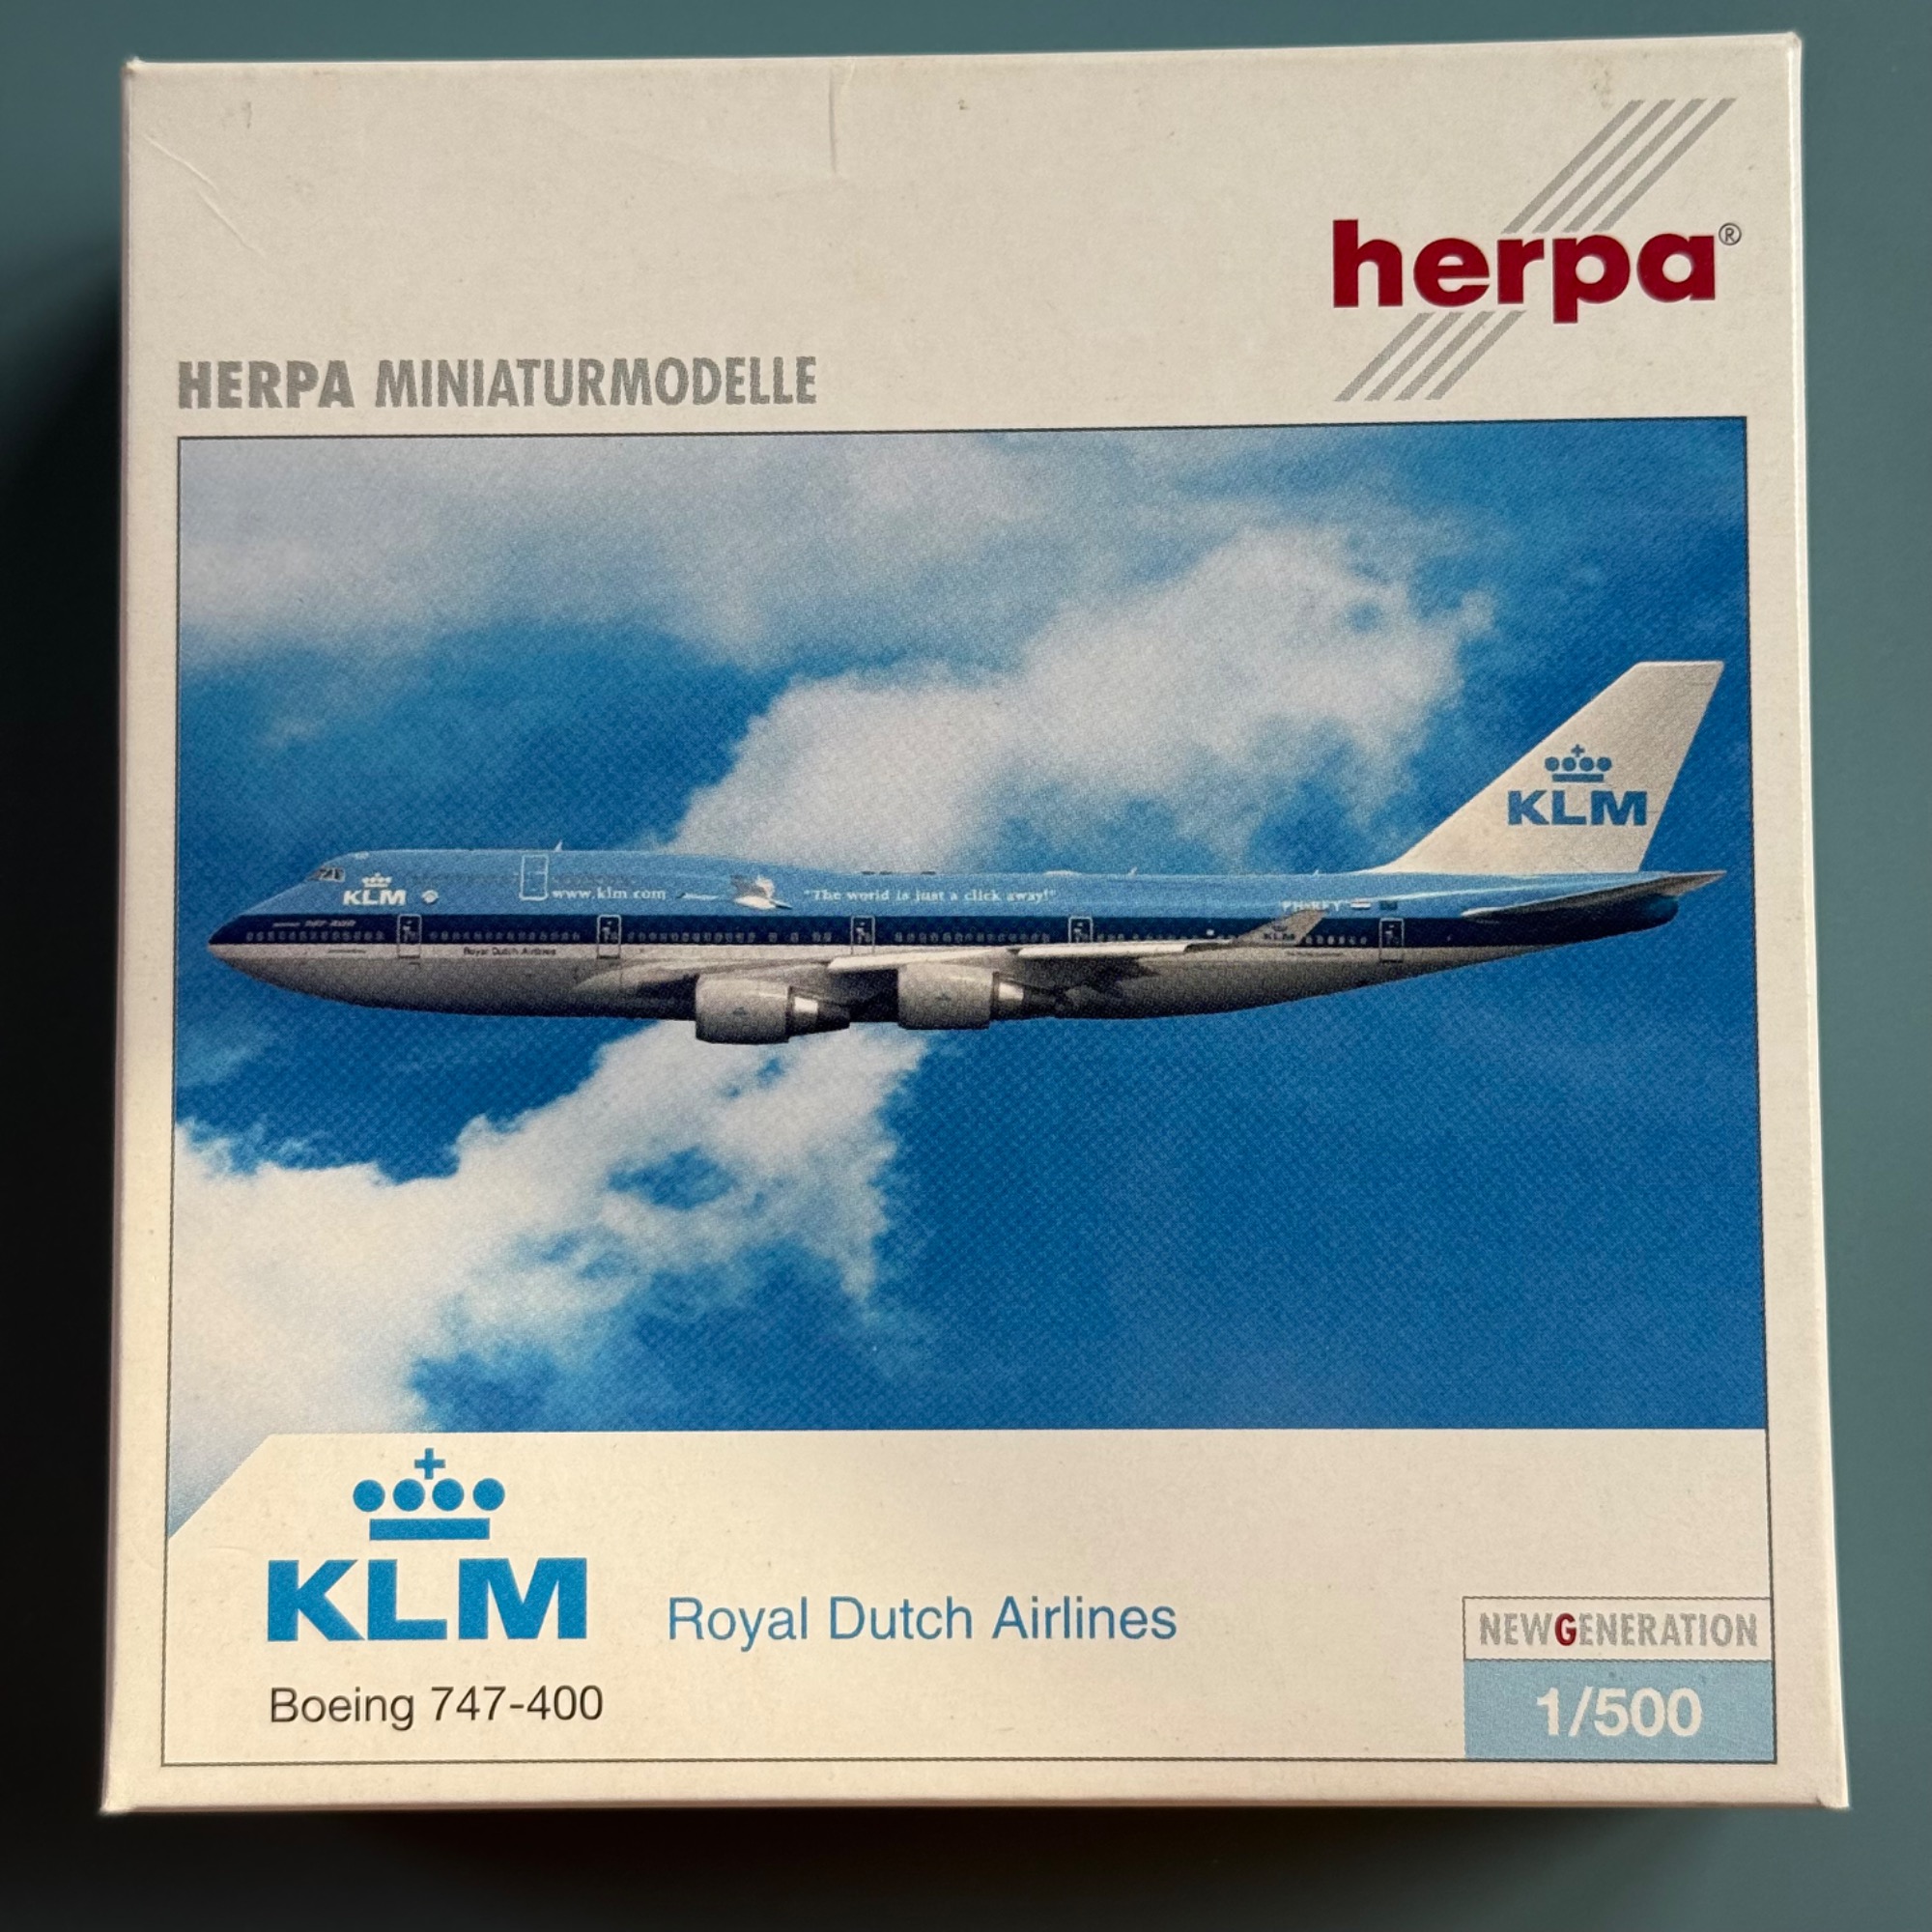 herpa®
HERPA MINIATURMODELLE
KLM
KLM
www.klm.com
"The world is just a click away!"
Royal Dutch Airlines
KLM
KLM
Royal Dutch Airlines
NEWGENERATION
Boeing 747-400
1/500